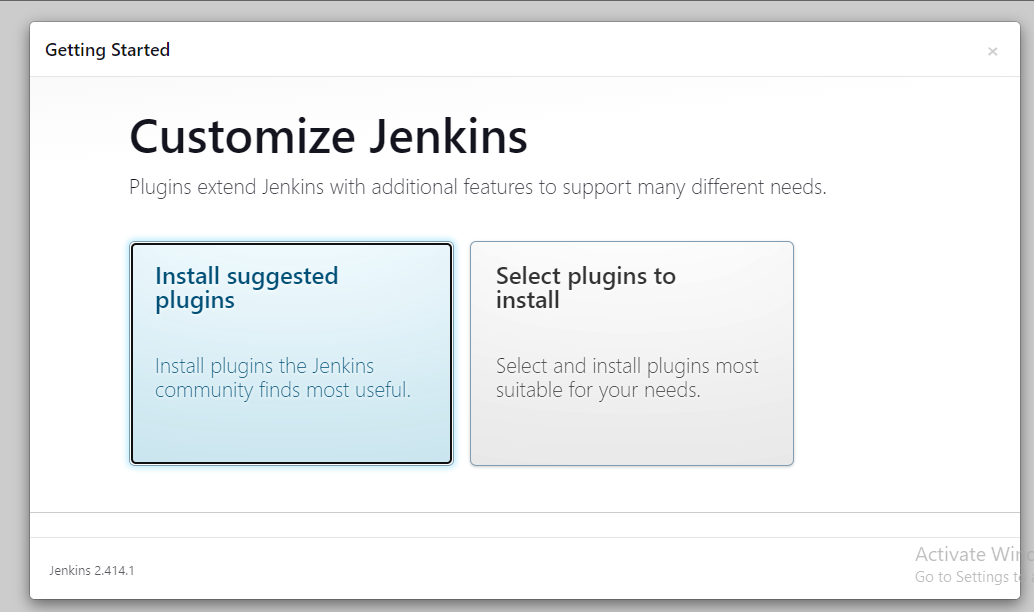 Getting Started
×
Customize Jenkins
Plugins extend Jenkins with additional features to support many different needs.
Install suggested
plugins
Install plugins the Jenkins
community finds most useful.
Select plugins to
install
Select and install plugins most
suitable for your needs.
Jenkins 2.414.1
Activate Win
Go to Settings to